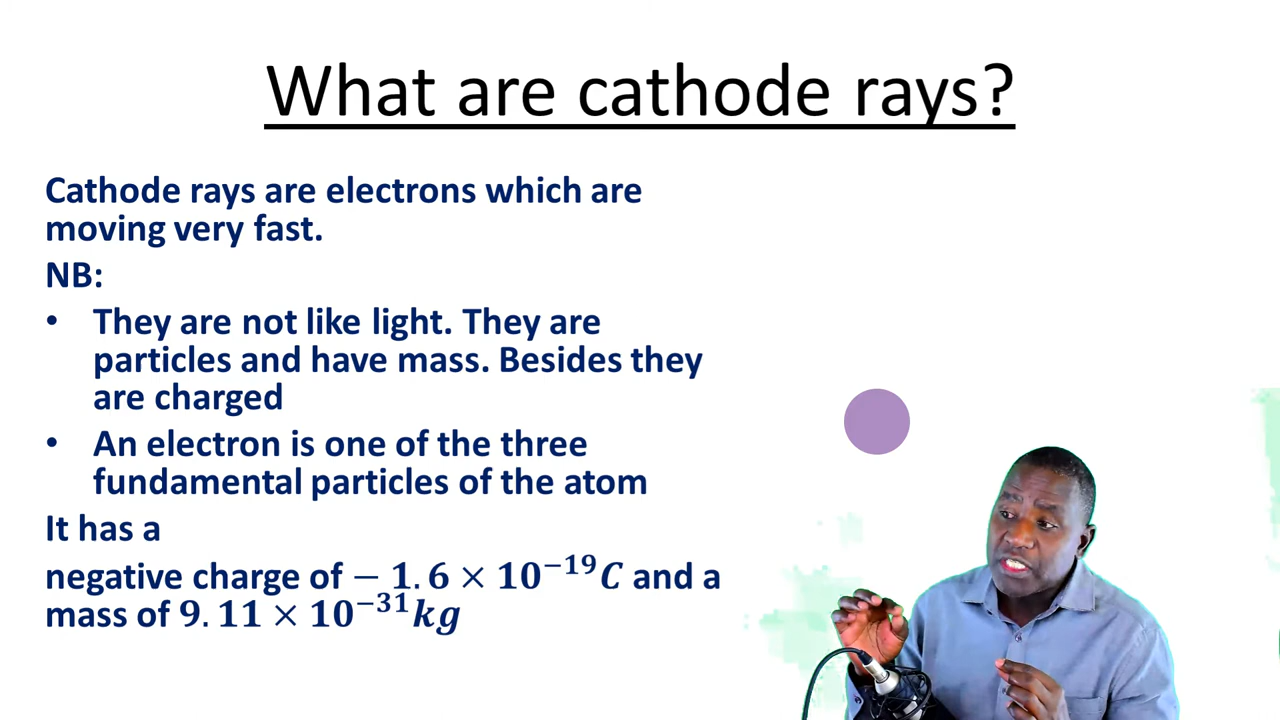 What are cathode rays?
Cathode rays are electrons which are
moving very fast.
NB:
• They are not like light. They are
particles and have mass. Besides they
are charged
• An electron is one of the three
fundamental particles of the atom
It has a
negative charge of − 1.6 × 10⁻¹⁹C and a
mass of 9.11 × 10⁻³¹kg